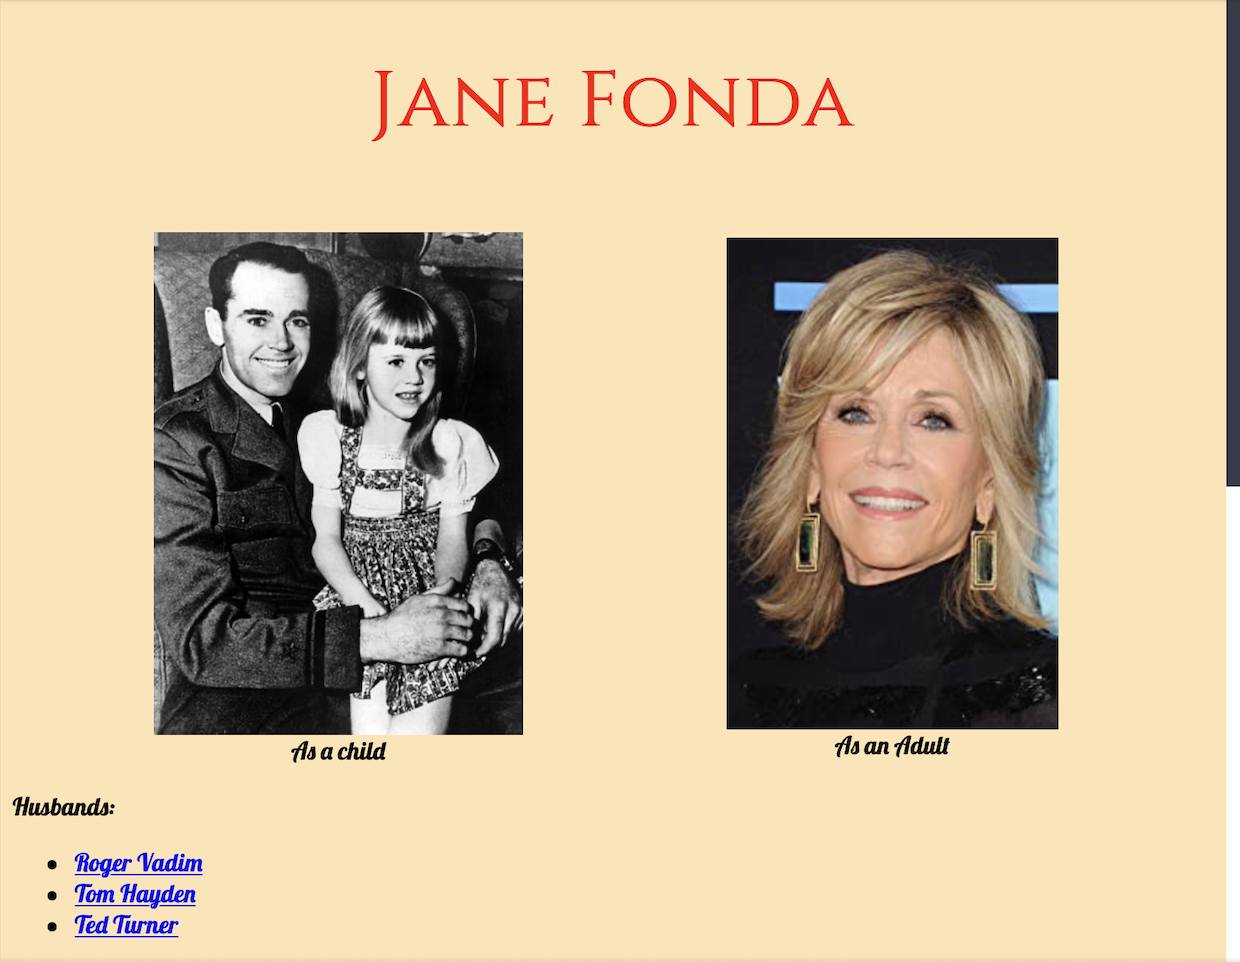 Jane Fonda
As a child
As an Adult
Husbands:
Roger Vadim
Tom Hayden
Ted Turner